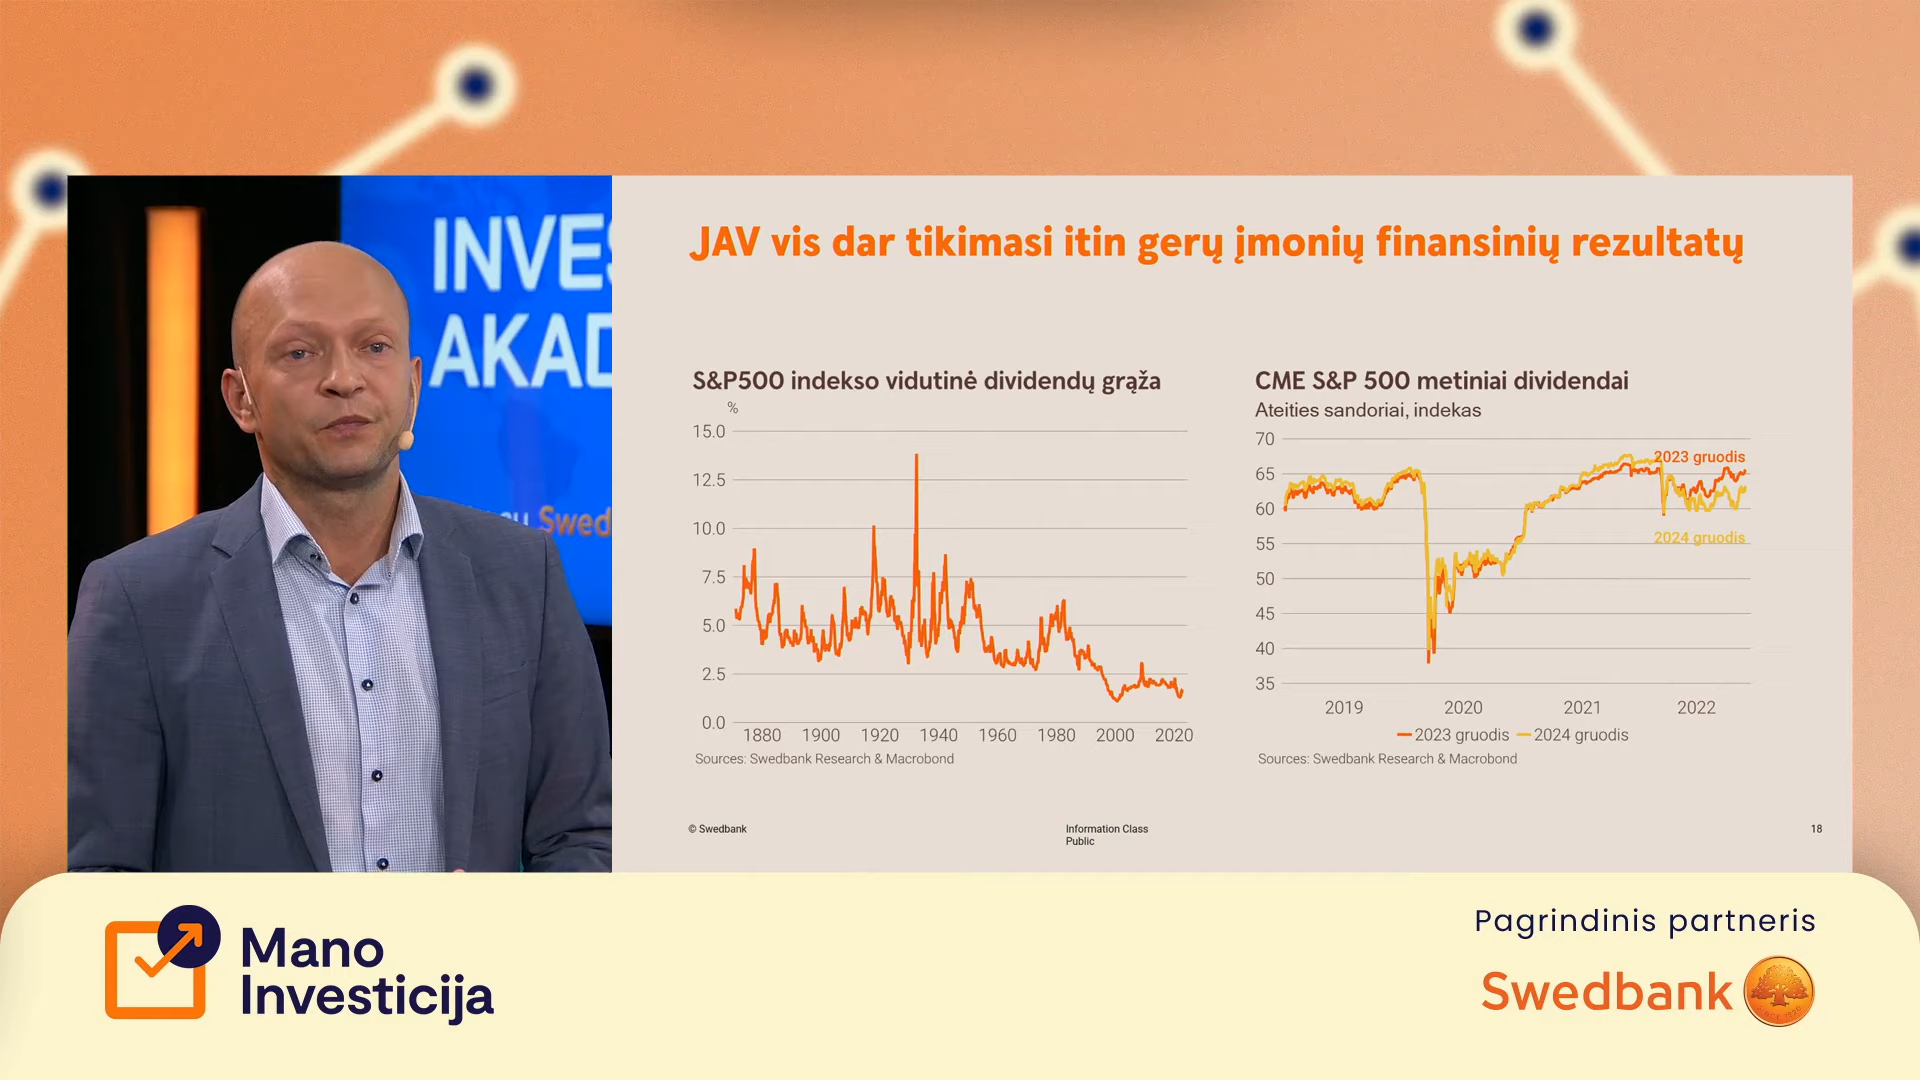 INVES
AKAD
su Swed
JAV vis dar tikimasi itin gerų įmonių finansinių rezultatų
S&P500 indekso vidutinė dividendų grąža
%
15.0
12.5
10.0
7.5
5.0
2.5
0.0
1880 1900 1920 1940 1960 1980 2000 2020
Sources: Swedbank Research & Macrobond
CME S&P 500 metiniai dividendai
Ateities sandoriai, indekas
70
65
60
55
50
45
40
35
2023 gruodis
2024 gruodis
2019 2020 2021 2022
2023 gruodis 2024 gruodis
Sources: Swedbank Research & Macrobond
© Swedbank
Information Class
Public
18
Mano
Investicija
Pagrindinis partneris
Swedbank